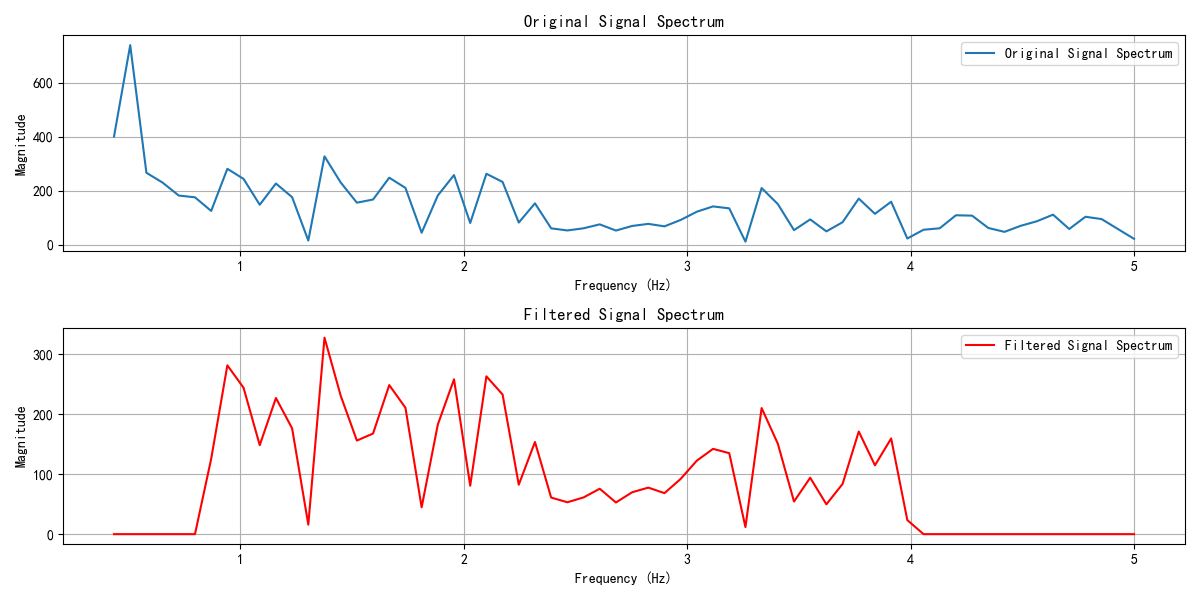 Original Signal Spectrum
Original Signal Spectrum
Magnitude
600
400
200
0
1 2 3 4 5
Frequency (Hz)
Filtered Signal Spectrum
Filtered Signal Spectrum
Magnitude
300
200
100
0
1 2 3 4 5
Frequency (Hz)